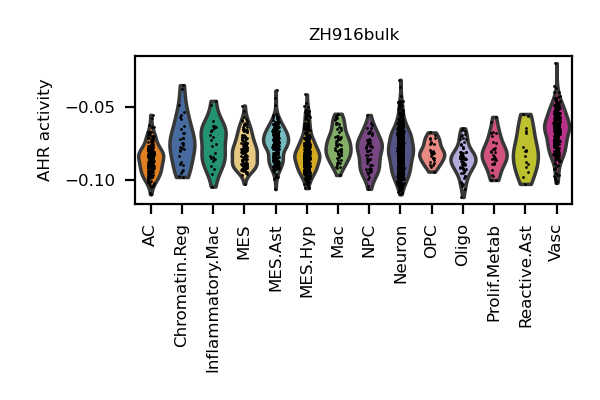 ZH916bulk
AHR activity
−0.05
−0.10
AC
Chromatin.Reg
Inflammatory.Mac
MES
MES.Ast
MES.Hyp
Mac
NPC
Neuron
OPC
Oligo
Prolif.Metab
Reactive.Ast
Vasc